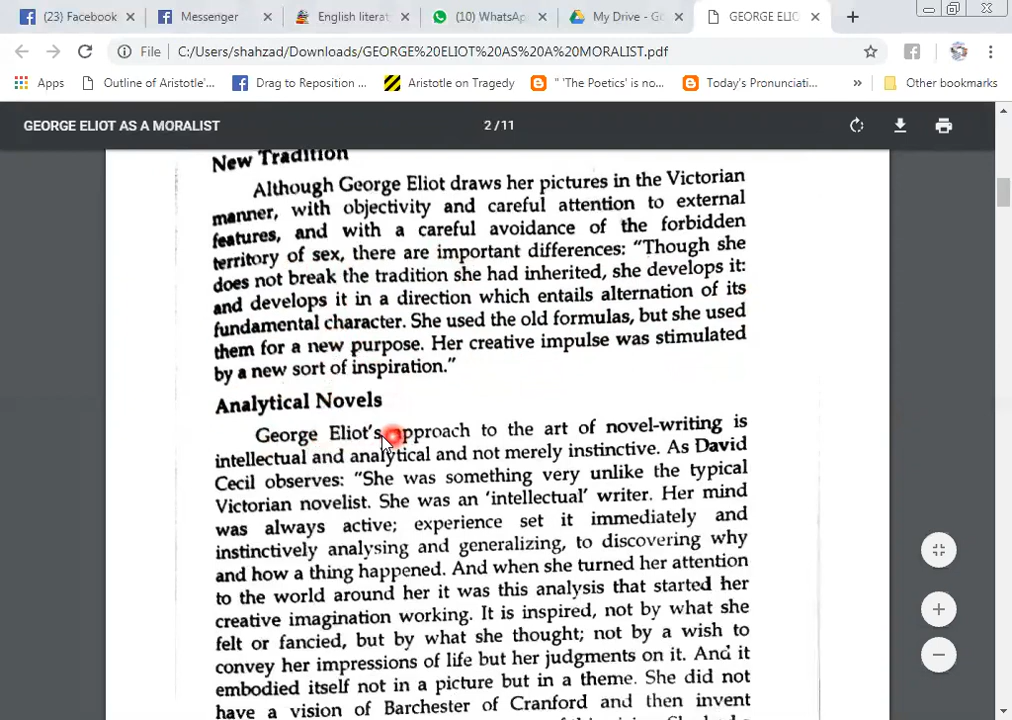 (23) Facebook
Messenger
English literat
(10) WhatsAp
My Drive - Go
GEORGE ELIO
File
C:/Users/shahzad/Downloads/GEORGE%20ELIOT%20AS%20A%20MORALIST.pdf
Apps
Outline of Aristotle'...
Drag to Reposition ...
Aristotle on Tragedy
" 'The Poetics' is no...
Today's Pronunciati...
»
Other bookmarks
GEORGE ELIOT AS A MORALIST
2 / 11
New Tradition
Although George Eliot draws her pictures in the Victorian
manner, with objectivity and careful attention to external
features, and with a careful avoidance of the forbidden
territory of sex, there are important differences: "Though she
does not break the tradition she had inherited, she develops it:
and develops it in a direction which entails alternation of its
fundamental character. She used the old formulas, but she used
them for a new purpose. Her creative impulse was stimulated
by a new sort of inspiration."
Analytical Novels
George Eliot's approach to the art of novel-writing is
intellectual and analytical and not merely instinctive. As David
Cecil observes: "She was something very unlike the typical
Victorian novelist. She was an 'intellectual' writer. Her mind
was always active; experience set it immediately and
instinctively analysing and generalizing, to discovering why
and how a thing happened. And when she turned her attention
to the world around her it was this analysis that started her
creative imagination working. It is inspired, not by what she
felt or fancied, but by what she thought; not by a wish to
convey her impressions of life but her judgments on it. And it
embodied itself not in a picture but in a theme. She did not
have a vision of Barchester of Cranford and then invent